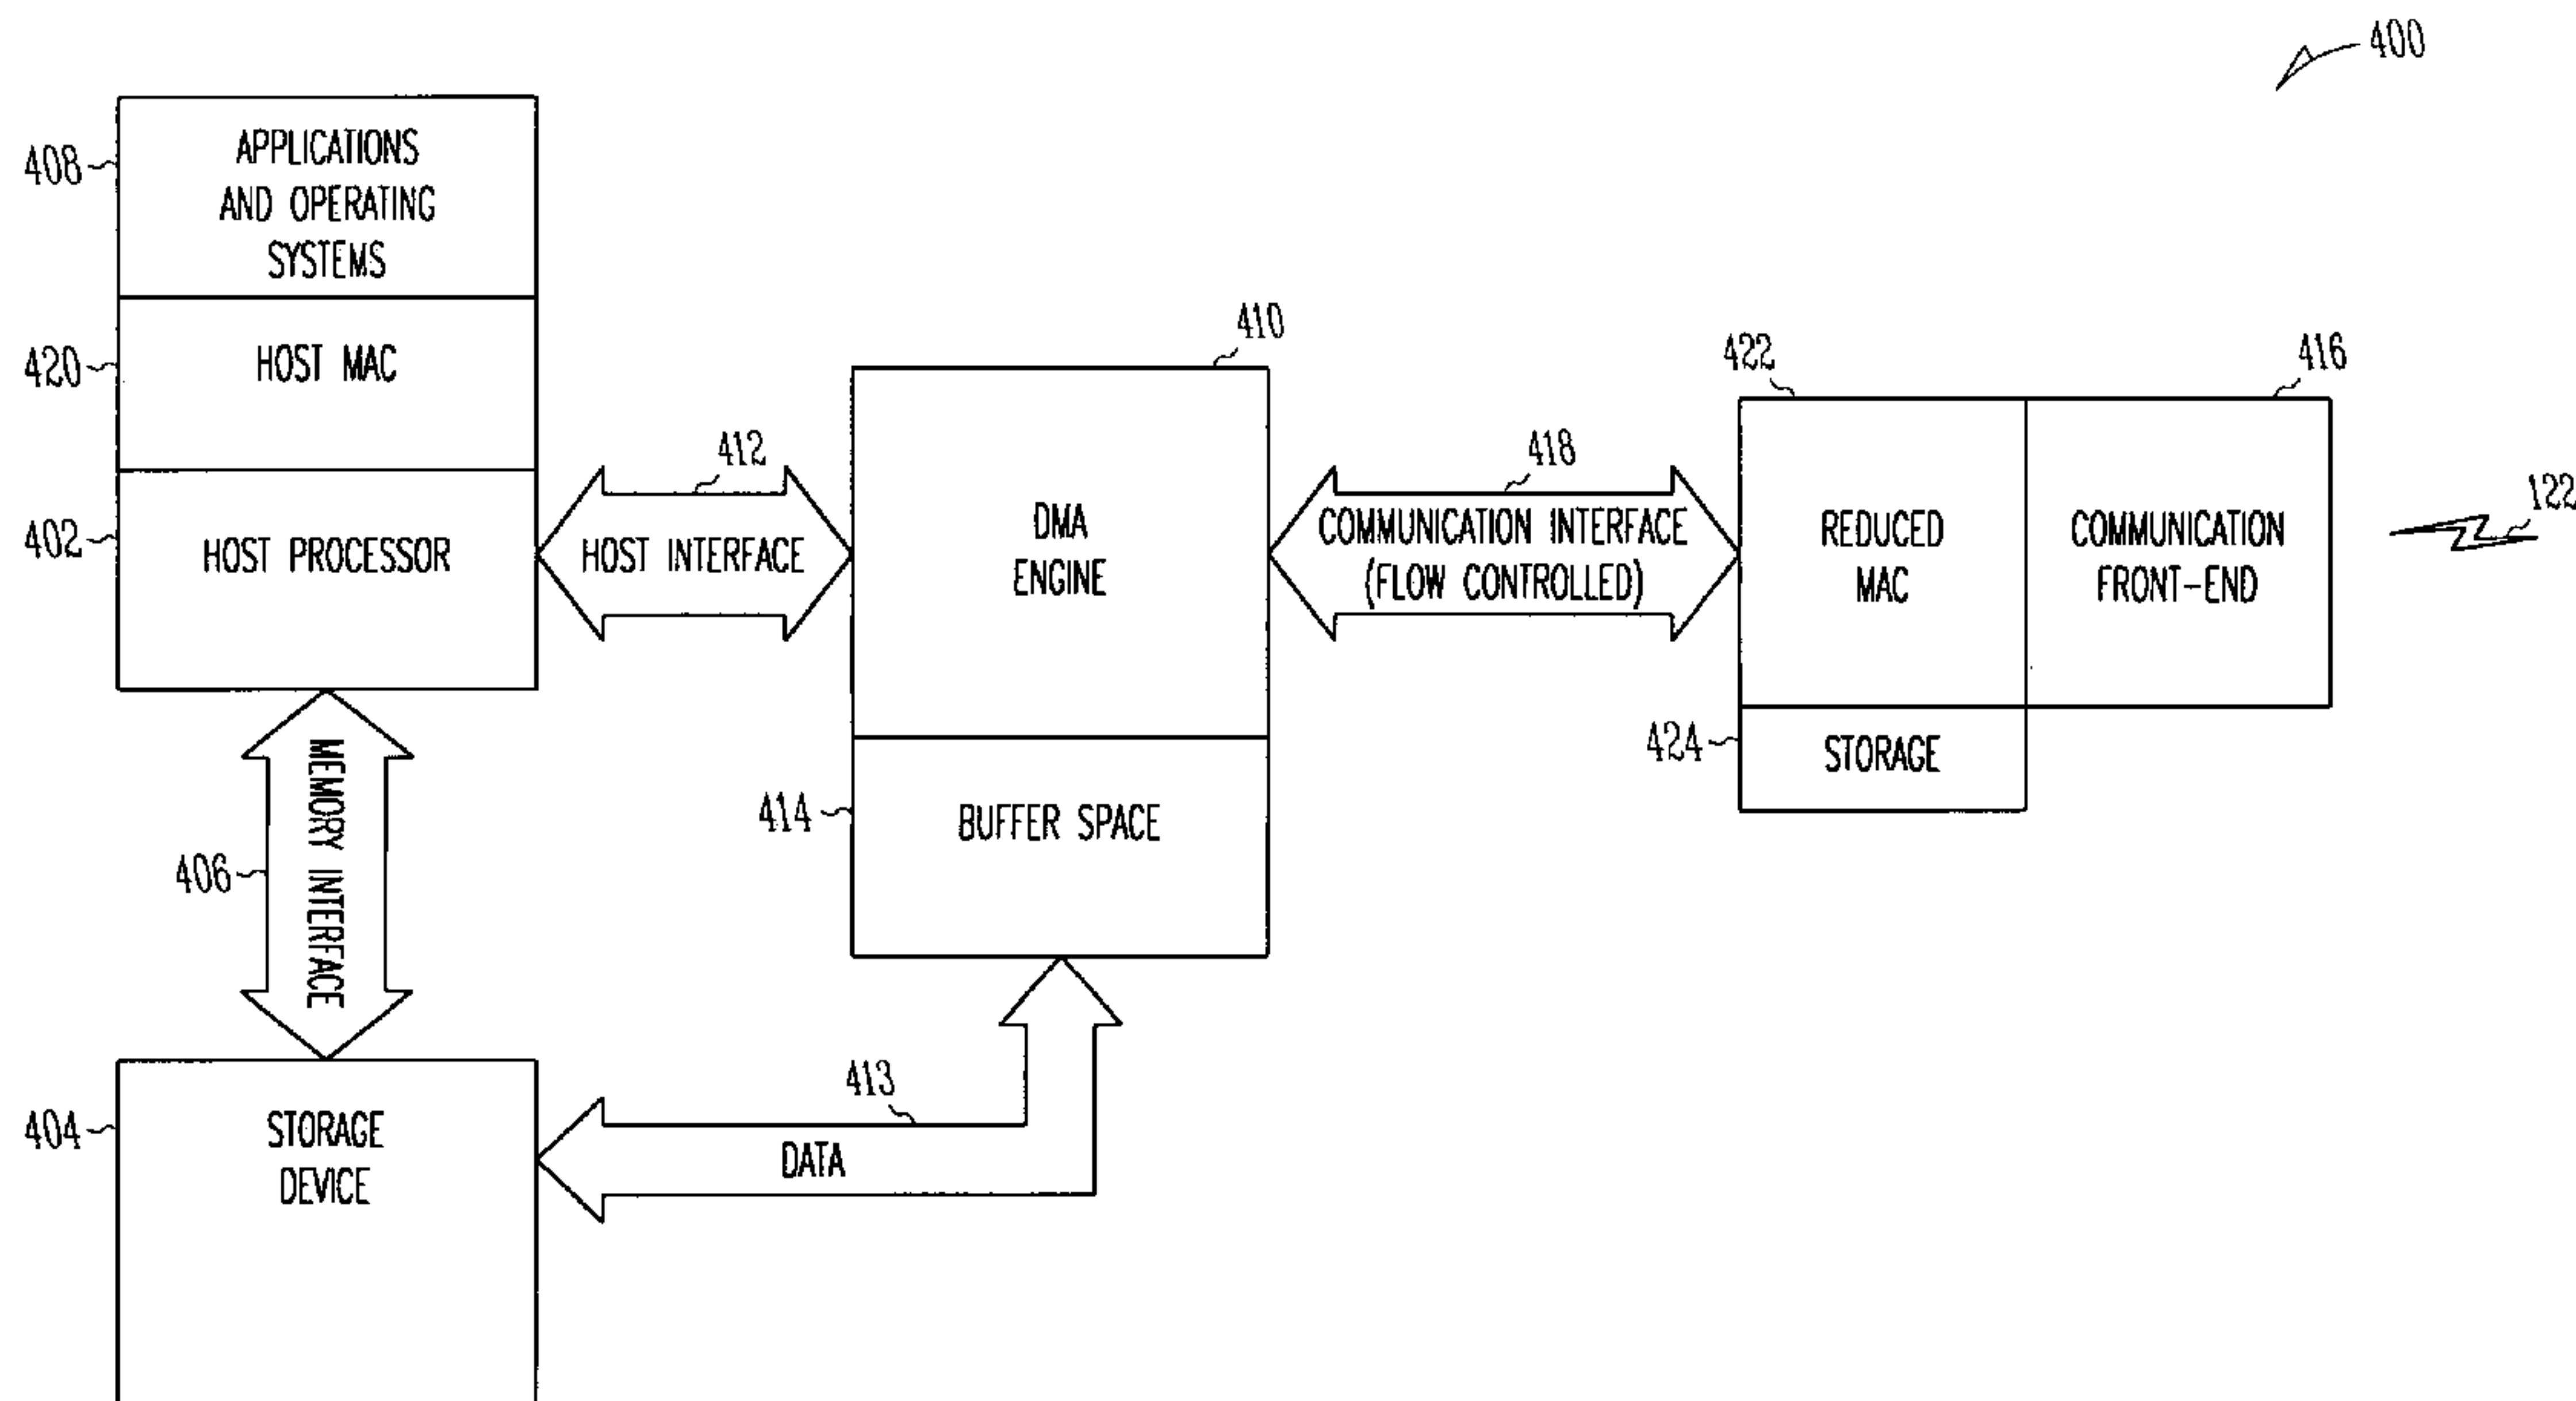 400
408
APPLICATIONS
AND OPERATING
SYSTEMS
420
HOST MAC
402
HOST PROCESSOR
412
HOST INTERFACE
410
DMA
ENGINE
418
COMMUNICATION INTERFACE
(FLOW CONTROLLED)
422
REDUCED
MAC
416
COMMUNICATION
FRONT-END
122
424
STORAGE
414
BUFFER SPACE
406
MEMORY INTERFACE
413
DATA
404
STORAGE
DEVICE